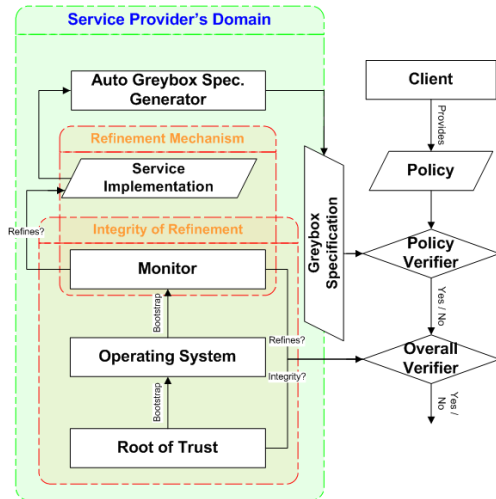 Service Provider's Domain
Auto Greybox Spec.
Generator
Client
Provides
Refinement Mechanism
Service
Implementation
Policy
Greybox
Specification
Refines?
Integrity of Refinement
Monitor
Policy
Verifier
Bootstrap
Yes / No
Refines?
Operating System
Overall
Verifier
Integrity?
Bootstrap
Yes /
No
Root of Trust